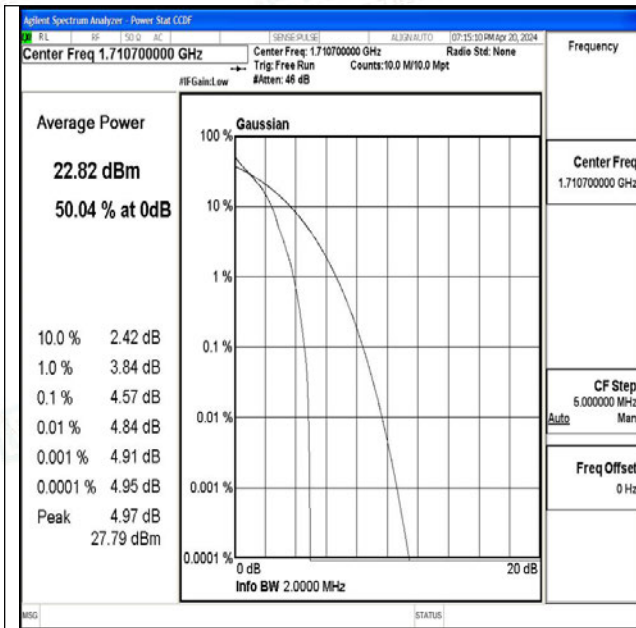 Agilent Spectrum Analyzer - Power Stat CCDF
RL RF 50 Ω AC SENSE:PULSE ALIGNAUTO 07:15:10 PM Apr 20, 2024
Center Freq 1.710700000 GHz
Center Freq: 1.710700000 GHz Radio Std: None
Trig: Free Run Counts:10.0 M/10.0 Mpt
#IFGain:Low #Atten: 46 dB
Frequency
Average Power
22.82 dBm
50.04 % at 0dB
10.0 % 2.42 dB
1.0 % 3.84 dB
0.1 % 4.57 dB
0.01 % 4.84 dB
0.001 % 4.91 dB
0.0001 % 4.95 dB
Peak 4.97 dB
27.79 dBm
Gaussian
100 %
10 %
1 %
0.1 %
0.01 %
0.001 %
0.0001 %
0 dB 20 dB
Info BW 2.0000 MHz
Center Freq
1.710700000 GHz
CF Step
5.000000 MHz
Auto Man
Freq Offset
0 Hz
MSG STATUS